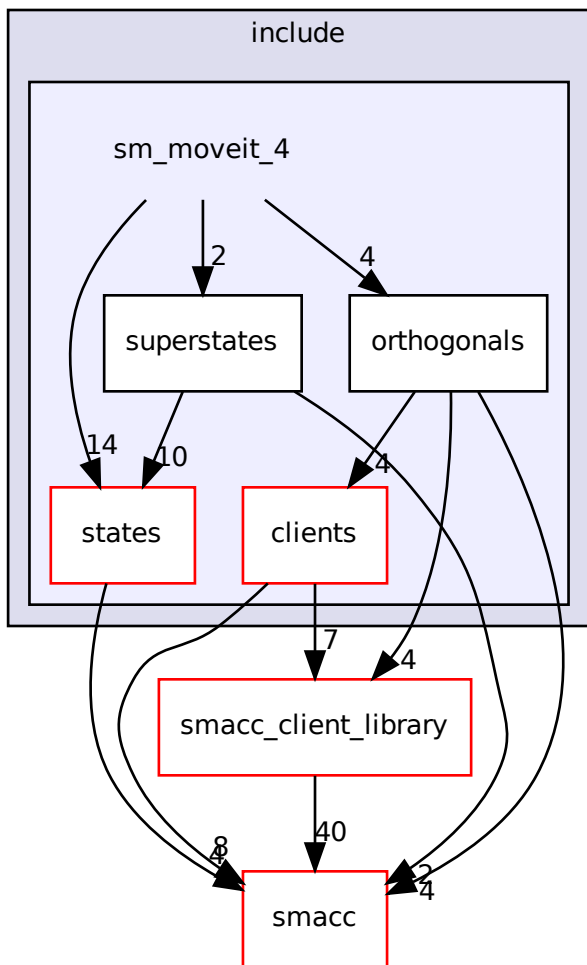 include
sm_moveit_4
2
4
superstates
orthogonals
14
10
4
states
clients
7
4
smacc_client_library
8
4
40
2
4
smacc